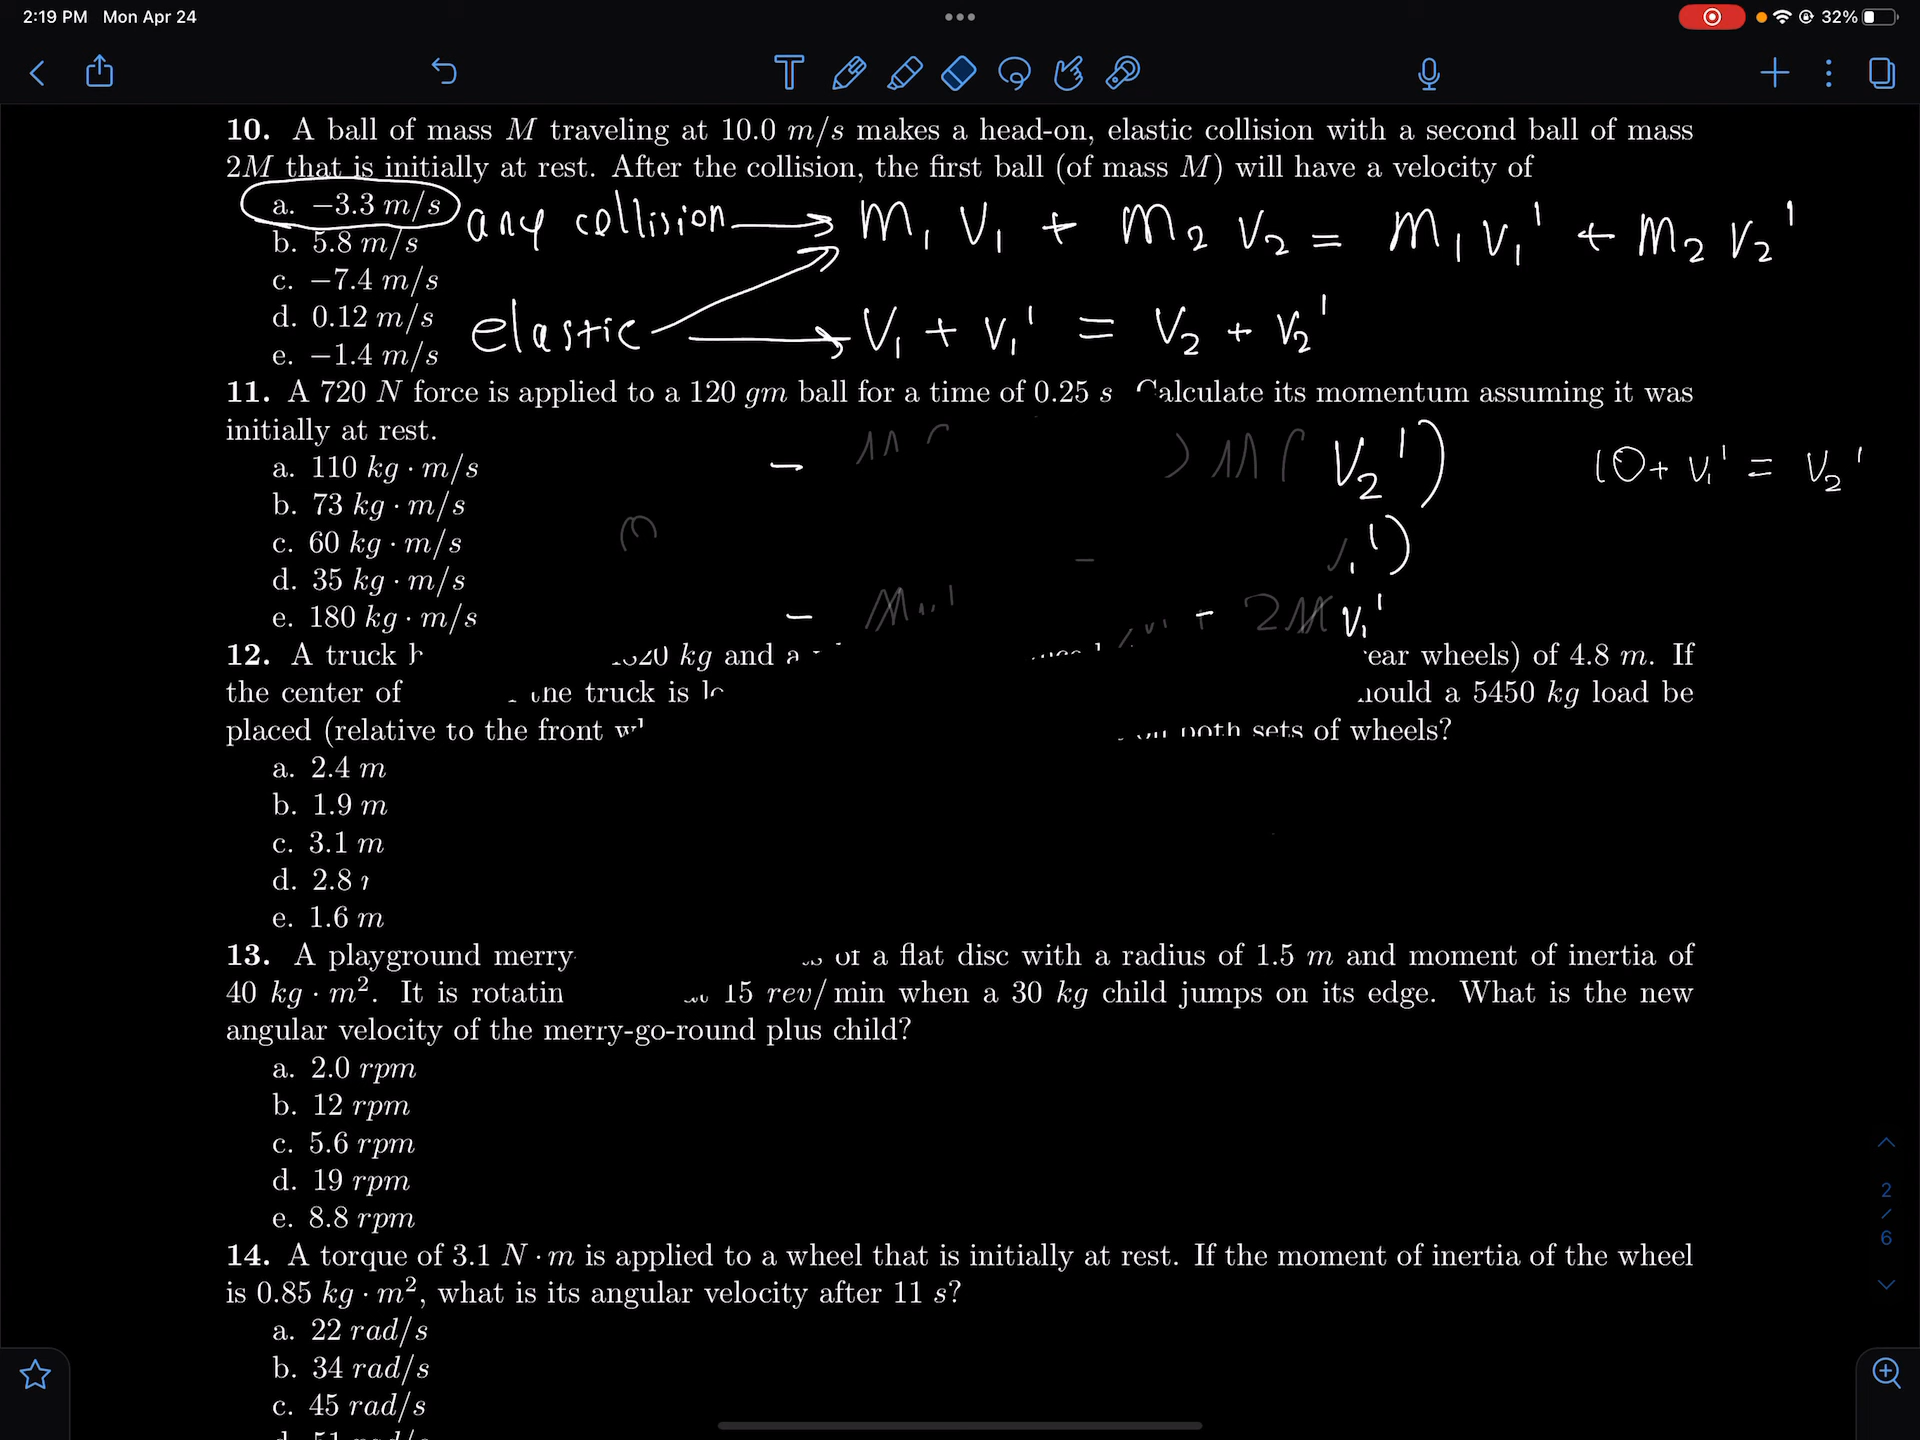 2:19 PM Mon Apr 24
32%
10. A ball of mass M traveling at 10.0 m/s makes a head-on, elastic collision with a second ball of mass
2M that is initially at rest. After the collision, the first ball (of mass M) will have a velocity of
a. −3.3 m/s
any collision → m₁ v₁ + m₂ v₂ = m₁ v₁' + m₂ v₂'
b. 5.8 m/s
c. −7.4 m/s
d. 0.12 m/s
elastic → v₁ + v₁' = v₂ + v₂'
e. −1.4 m/s
11. A 720 N force is applied to a 120 gm ball for a time of 0.25 s Calculate its momentum assuming it was
initially at rest.
a. 110 kg · m/s
v₂')
10 + v₁' = v₂'
b. 73 kg · m/s
c. 60 kg · m/s
d. 35 kg · m/s
e. 180 kg · m/s
2M v₁'
12. A truck kg and a rear wheels) of 4.8 m. If
the center of the truck is should a 5450 kg load be
placed (relative to the front on both sets of wheels?
a. 2.4 m
b. 1.9 m
c. 3.1 m
d. 2.8
e. 1.6 m
13. A playground merry of a flat disc with a radius of 1.5 m and moment of inertia of
40 kg · m². It is rotatin at 15 rev/min when a 30 kg child jumps on its edge. What is the new
angular velocity of the merry-go-round plus child?
a. 2.0 rpm
b. 12 rpm
c. 5.6 rpm
d. 19 rpm
e. 8.8 rpm
2
/
6
14. A torque of 3.1 N · m is applied to a wheel that is initially at rest. If the moment of inertia of the wheel
is 0.85 kg · m², what is its angular velocity after 11 s?
a. 22 rad/s
b. 34 rad/s
c. 45 rad/s